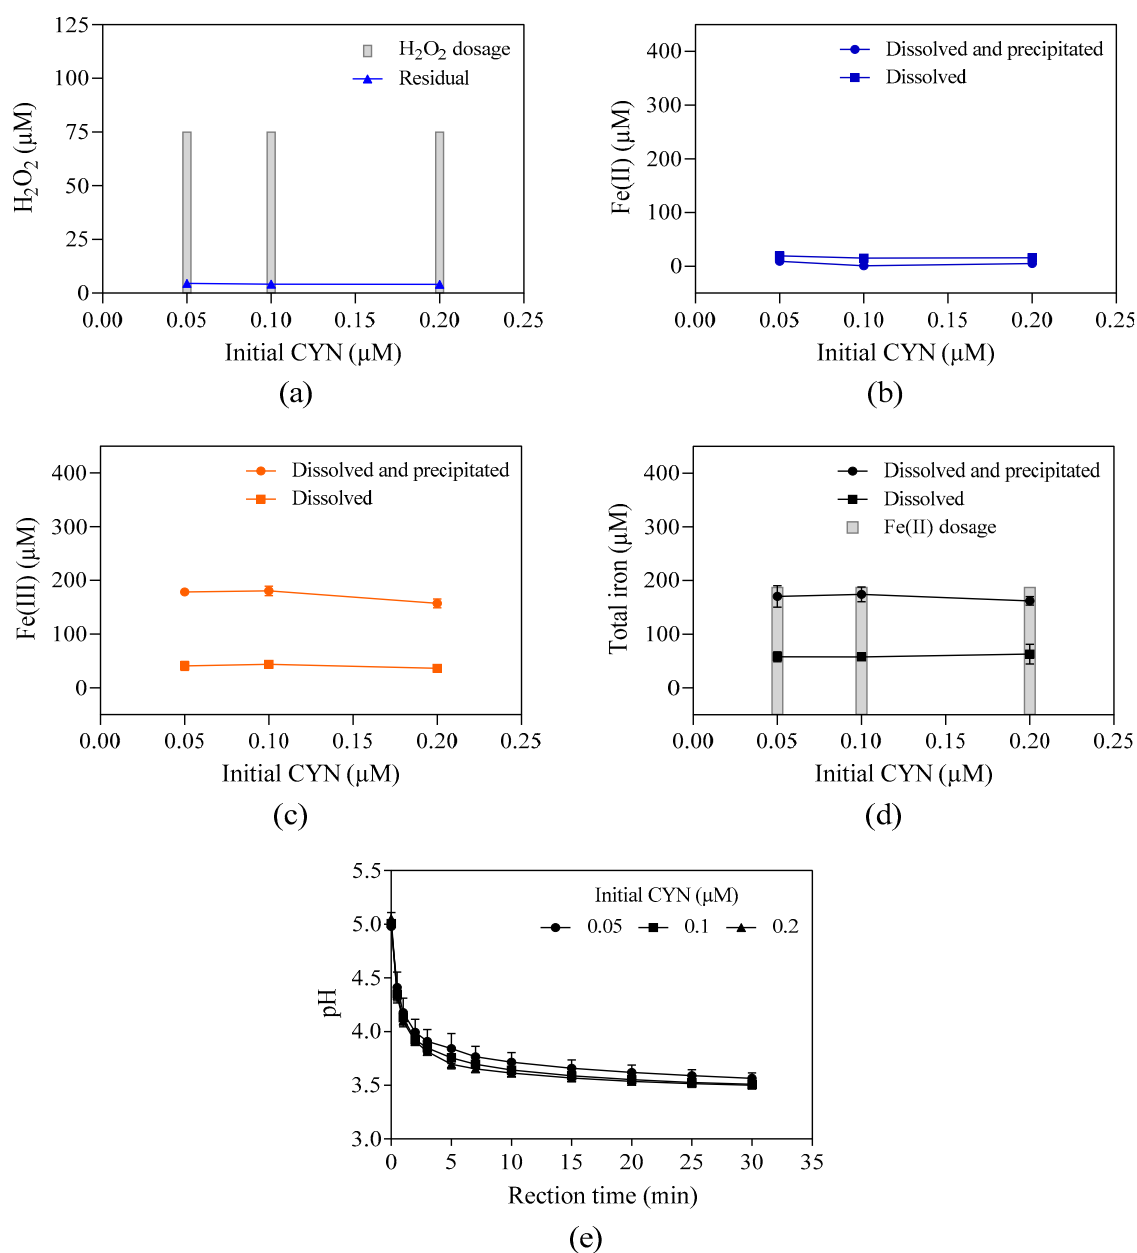 H₂O₂ (µM)
125
100
75
50
25
0
H₂O₂ dosage
Residual
0.00 0.05 0.10 0.15 0.20 0.25
Initial CYN (µM)
(a)
Fe(II) (µM)
400
300
200
100
0
Dissolved and precipitated
Dissolved
0.00 0.05 0.10 0.15 0.20 0.25
Initial CYN (µM)
(b)
Fe(III) (µM)
400
300
200
100
0
Dissolved and precipitated
Dissolved
0.00 0.05 0.10 0.15 0.20 0.25
Initial CYN (µM)
(c)
Total iron (µM)
400
300
200
100
0
Dissolved and precipitated
Dissolved
Fe(II) dosage
0.00 0.05 0.10 0.15 0.20 0.25
Initial CYN (µM)
(d)
pH
5.5
5.0
4.5
4.0
3.5
3.0
Initial CYN (µM)
0.05 0.1 0.2
0 5 10 15 20 25 30 35
Rection time (min)
(e)